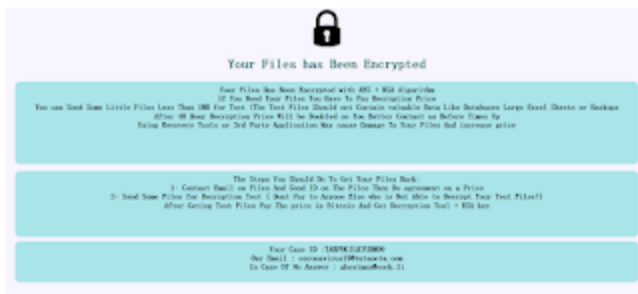 Your Files has Been Encrypted
Your Files Has Been Encrypted with AES + RSA Algorithm
If You Need Your Files You Have To Pay Decryption Price
You can Send Some Little Files Less Than 1MB for Test (The Test Files Should not Contain valuable Data Like Databases Large Excel Sheets or Backups
After 48 Hour Decryption Price Will be Doubled so You Better Contact us Before Times Up
Using Recovery Tools or 3rd Party Application May cause Damage To Your Files And increase price
The Steps You Should Do To Get Your Files Back:
1- Contact Email on Files And Send ID on The Files Then Do agreement on a Price
2- Send Some Files for Decryption Test ( Dont Pay to Anyone Else who is Not Able to Decrypt Your Test Files!)
After Geting Test Files Pay The price in Bitcoin And Get Decryption Tool + RSA key
Your Case ID :
Our Email :
In Case Of No Answer :